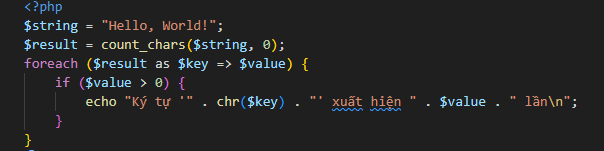 <?php
$string = "Hello, World!";
$result = count_chars($string, 0);
foreach ($result as $key => $value) {
    if ($value > 0) {
        echo "Ký tự '" . chr($key) . "' xuất hiện " . $value . " lần\n";
    }
}